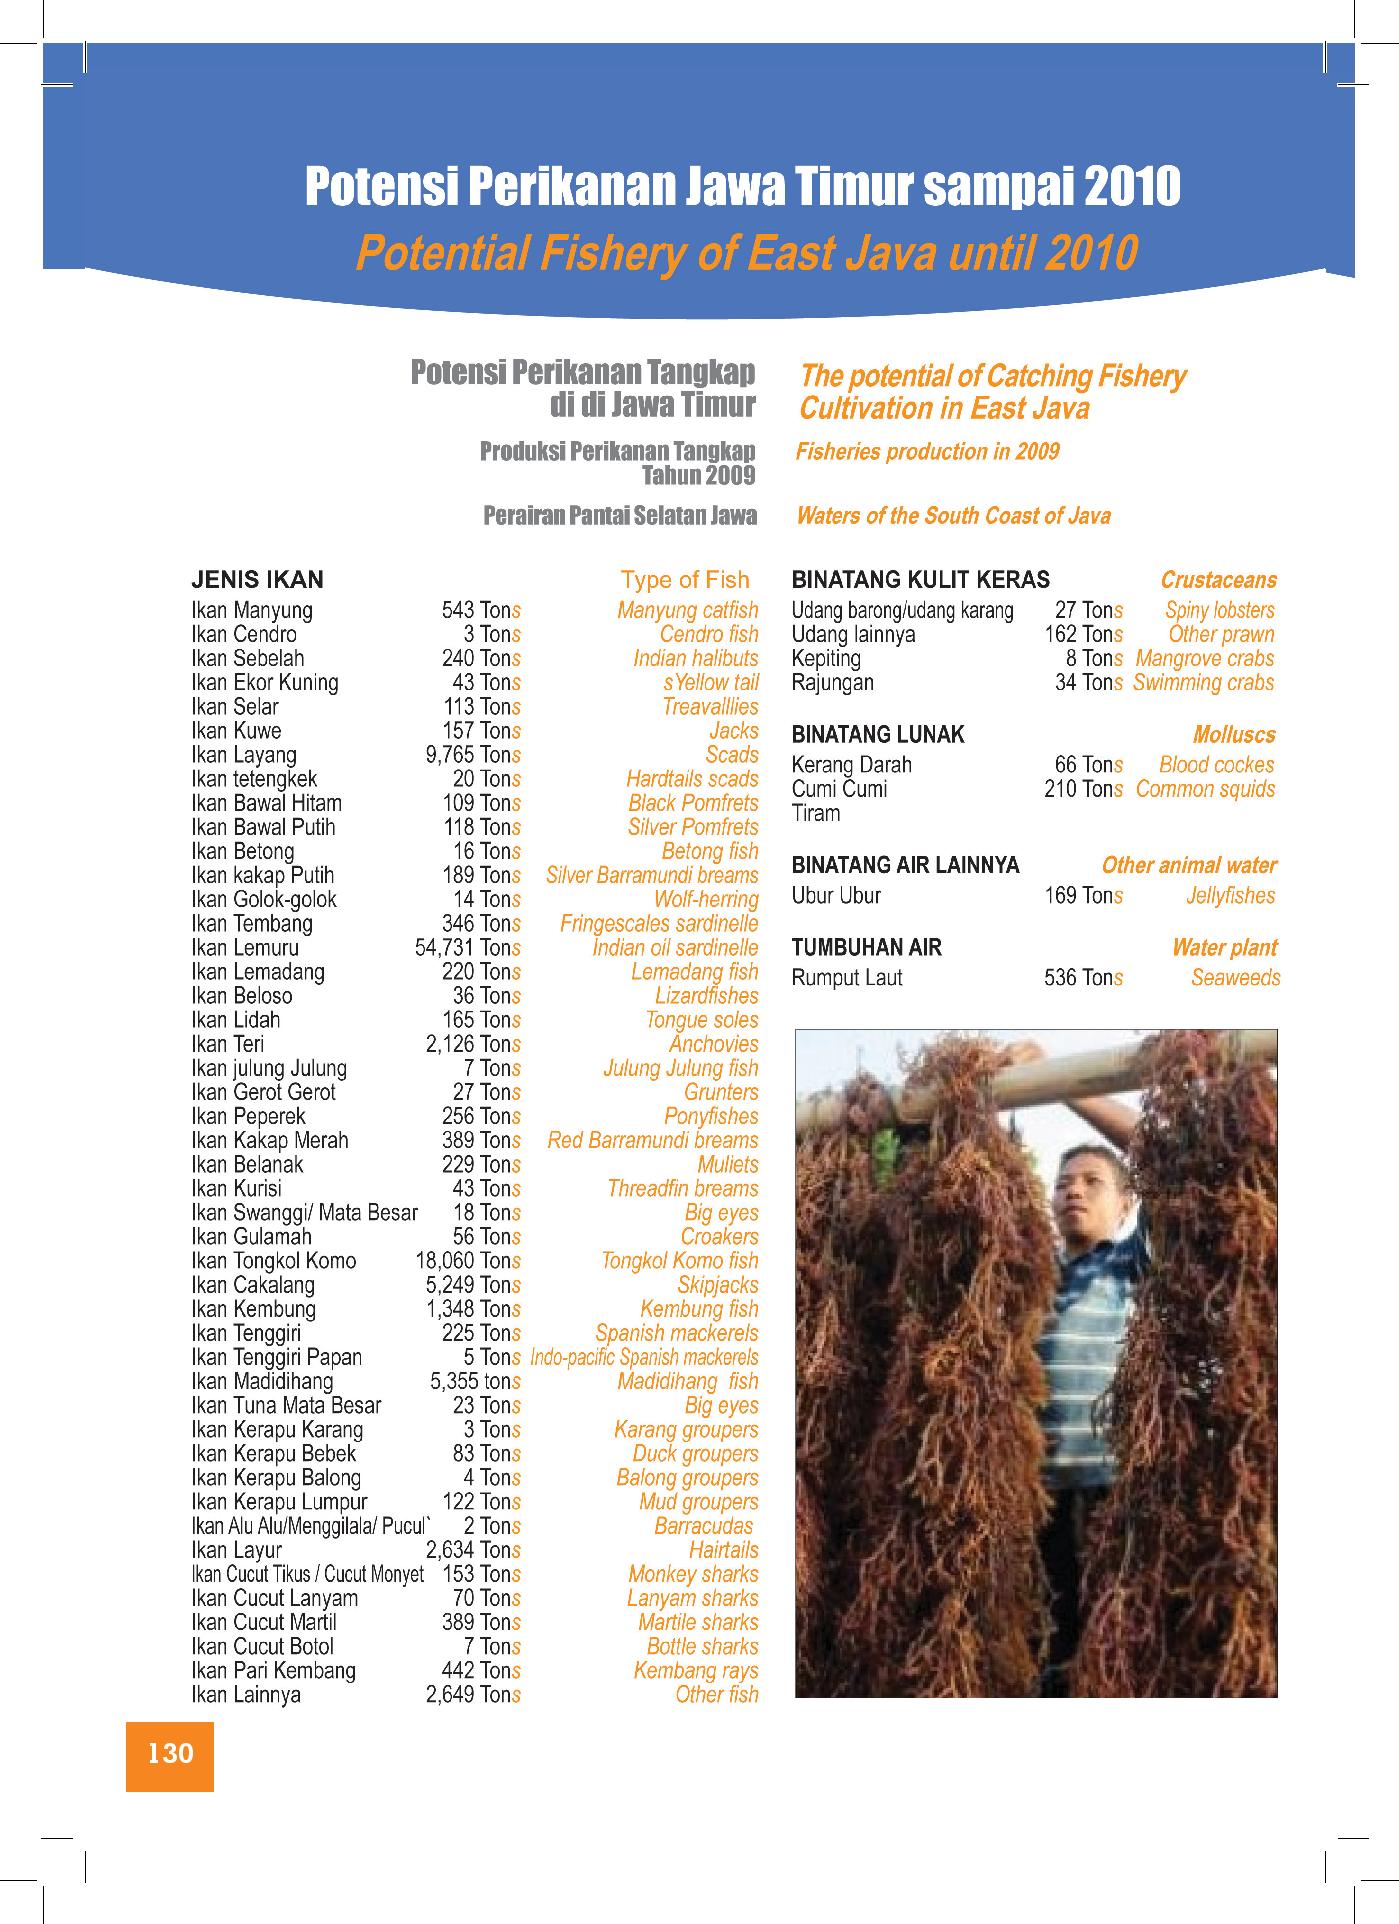 Potensi Perikanan Jawa Timur sampai 2010
Potential Fishery of East Java until 2010
Potensi Perikanan Tangkap
di di Jawa Timur
The potential of Catching Fishery
Cultivation in East Java
Produksi Perikanan Tangkap
Tahun 2009
Fisheries production in 2009
Perairan Pantai Selatan Jawa
Waters of the South Coast of Java
JENIS IKAN Type of Fish
Ikan Manyung 543 Tons Manyung catfish
Ikan Cendro 3 Tons Cendro fish
Ikan Sebelah 240 Tons Indian halibuts
Ikan Ekor Kuning 43 Tons sYellow tail
Ikan Selar 113 Tons Treavalllies
Ikan Kuwe 157 Tons Jacks
Ikan Layang 9,765 Tons Scads
Ikan tetengkek 20 Tons Hardtails scads
Ikan Bawal Hitam 109 Tons Black Pomfrets
Ikan Bawal Putih 118 Tons Silver Pomfrets
Ikan Betong 16 Tons Betong fish
Ikan kakap Putih 189 Tons Silver Barramundi breams
Ikan Golok-golok 14 Tons Wolf-herring
Ikan Tembang 346 Tons Fringescales sardinelle
Ikan Lemuru 54,731 Tons Indian oil sardinelle
Ikan Lemadang 220 Tons Lemadang fish
Ikan Beloso 36 Tons Lizardfishes
Ikan Lidah 165 Tons Tongue soles
Ikan Teri 2,126 Tons Anchovies
Ikan julung Julung 7 Tons Julung Julung fish
Ikan Gerot Gerot 27 Tons Grunters
Ikan Peperek 256 Tons Ponyfishes
Ikan Kakap Merah 389 Tons Red Barramundi breams
Ikan Belanak 229 Tons Muliets
Ikan Kurisi 43 Tons Threadfin breams
Ikan Swanggi/ Mata Besar 18 Tons Big eyes
Ikan Gulamah 56 Tons Croakers
Ikan Tongkol Komo 18,060 Tons Tongkol Komo fish
Ikan Cakalang 5,249 Tons Skipjacks
Ikan Kembung 1,348 Tons Kembung fish
Ikan Tenggiri 225 Tons Spanish mackerels
Ikan Tenggiri Papan 5 Tons Indo-pacific Spanish mackerels
Ikan Madidihang 5,355 tons Madidihang fish
Ikan Tuna Mata Besar 23 Tons Big eyes
Ikan Kerapu Karang 3 Tons Karang groupers
Ikan Kerapu Bebek 83 Tons Duck groupers
Ikan Kerapu Balong 4 Tons Balong groupers
Ikan Kerapu Lumpur 122 Tons Mud groupers
Ikan Alu Alu/Menggilala/ Pucul` 2 Tons Barracudas
Ikan Layur 2,634 Tons Hairtails
Ikan Cucut Tikus / Cucut Monyet 153 Tons Monkey sharks
Ikan Cucut Lanyam 70 Tons Lanyam sharks
Ikan Cucut Martil 389 Tons Martile sharks
Ikan Cucut Botol 7 Tons Bottle sharks
Ikan Pari Kembang 442 Tons Kembang rays
Ikan Lainnya 2,649 Tons Other fish
BINATANG KULIT KERAS Crustaceans
Udang barong/udang karang 27 Tons Spiny lobsters
Udang lainnya 162 Tons Other prawn
Kepiting 8 Tons Mangrove crabs
Rajungan 34 Tons Swimming crabs
BINATANG LUNAK Molluscs
Kerang Darah 66 Tons Blood cockes
Cumi Cumi 210 Tons Common squids
Tiram
BINATANG AIR LAINNYA Other animal water
Ubur Ubur 169 Tons Jellyfishes
TUMBUHAN AIR Water plant
Rumput Laut 536 Tons Seaweeds
130